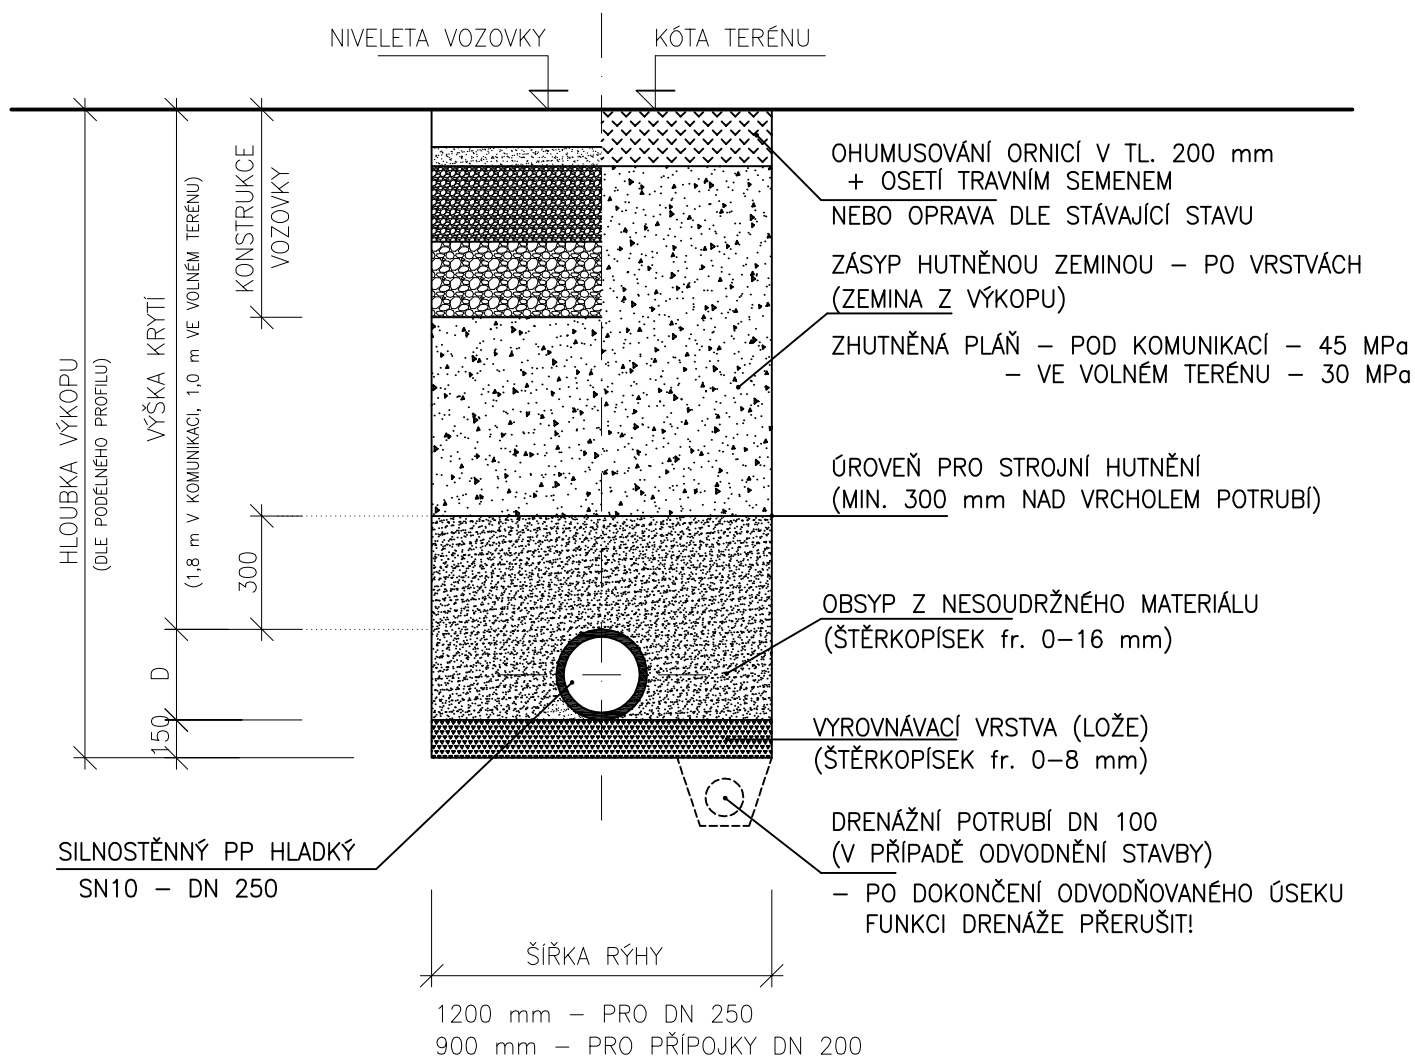 NIVELETA VOZOVKY
KÓTA TERÉNU
HLOUBKA VÝKOPU
(DLE PODÉLNÉHO PROFILU)
VÝŠKA KRYTÍ
(1,8 m V KOMUNIKACI, 1,0 m VE VOLNÉM TERÉNU)
KONSTRUKCE
VOZOVKY
300
D
150
OHUMUSOVÁNÍ ORNICÍ V TL. 200 mm
+ OSETÍ TRAVNÍM SEMENEM
NEBO OPRAVA DLE STÁVAJÍCÍ STAVU
ZÁSYP HUTNĚNOU ZEMINOU – PO VRSTVÁCH
(ZEMINA Z VÝKOPU)
ZHUTNĚNÁ PLÁŇ – POD KOMUNIKACÍ – 45 MPa
– VE VOLNÉM TERÉNU – 30 MPa
ÚROVEŇ PRO STROJNÍ HUTNĚNÍ
(MIN. 300 mm NAD VRCHOLEM POTRUBÍ)
OBSYP Z NESOUDRŽNÉHO MATERIÁLU
(ŠTĚRKOPÍSEK fr. 0–16 mm)
VYROVNÁVACÍ VRSTVA (LOŽE)
(ŠTĚRKOPÍSEK fr. 0–8 mm)
DRENÁŽNÍ POTRUBÍ DN 100
(V PŘÍPADĚ ODVODNĚNÍ STAVBY)
– PO DOKONČENÍ ODVODŇOVANÉHO ÚSEKU
FUNKCI DRENÁŽE PŘERUŠIT!
SILNOSTĚNNÝ PP HLADKÝ
SN10 – DN 250
ŠÍŘKA RÝHY
1200 mm – PRO DN 250
900 mm – PRO PŘÍPOJKY DN 200